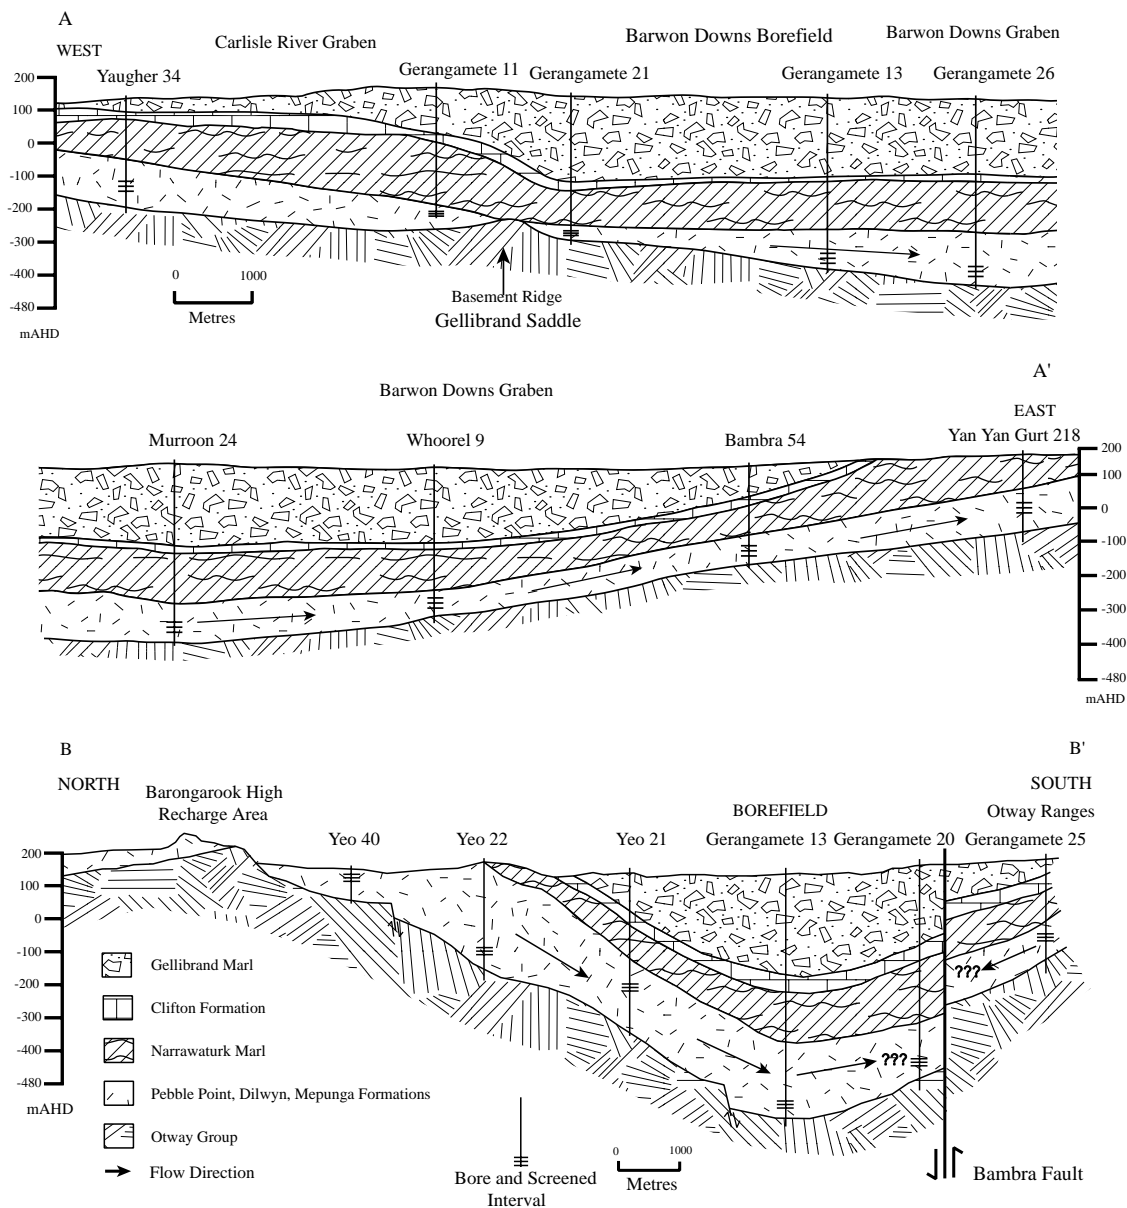 A
WEST
Carlisle River Graben
Barwon Downs Borefield
Barwon Downs Graben
Yaugher 34
Gerangamete 11
Gerangamete 21
Gerangamete 13
Gerangamete 26
200
100
0
-100
-200
-300
-400
-480
mAHD
0 1000
Metres
Basement Ridge
Gellibrand Saddle
A'
Barwon Downs Graben
EAST
Murroon 24
Whoorel 9
Bambra 54
Yan Yan Gurt 218
200
100
0
-100
-200
-300
-400
-480
mAHD
B
B'
NORTH
SOUTH
Barongarook High
Recharge Area
BOREFIELD
Otway Ranges
Yeo 40
Yeo 22
Yeo 21
Gerangamete 13
Gerangamete 20
Gerangamete 25
200
100
0
-100
-200
-300
-400
-480
mAHD
???
???
Gellibrand Marl
Clifton Formation
Narrawaturk Marl
Pebble Point, Dilwyn, Mepunga Formations
Otway Group
Flow Direction
Bore and Screened
Interval
0 1000
Metres
Bambra Fault